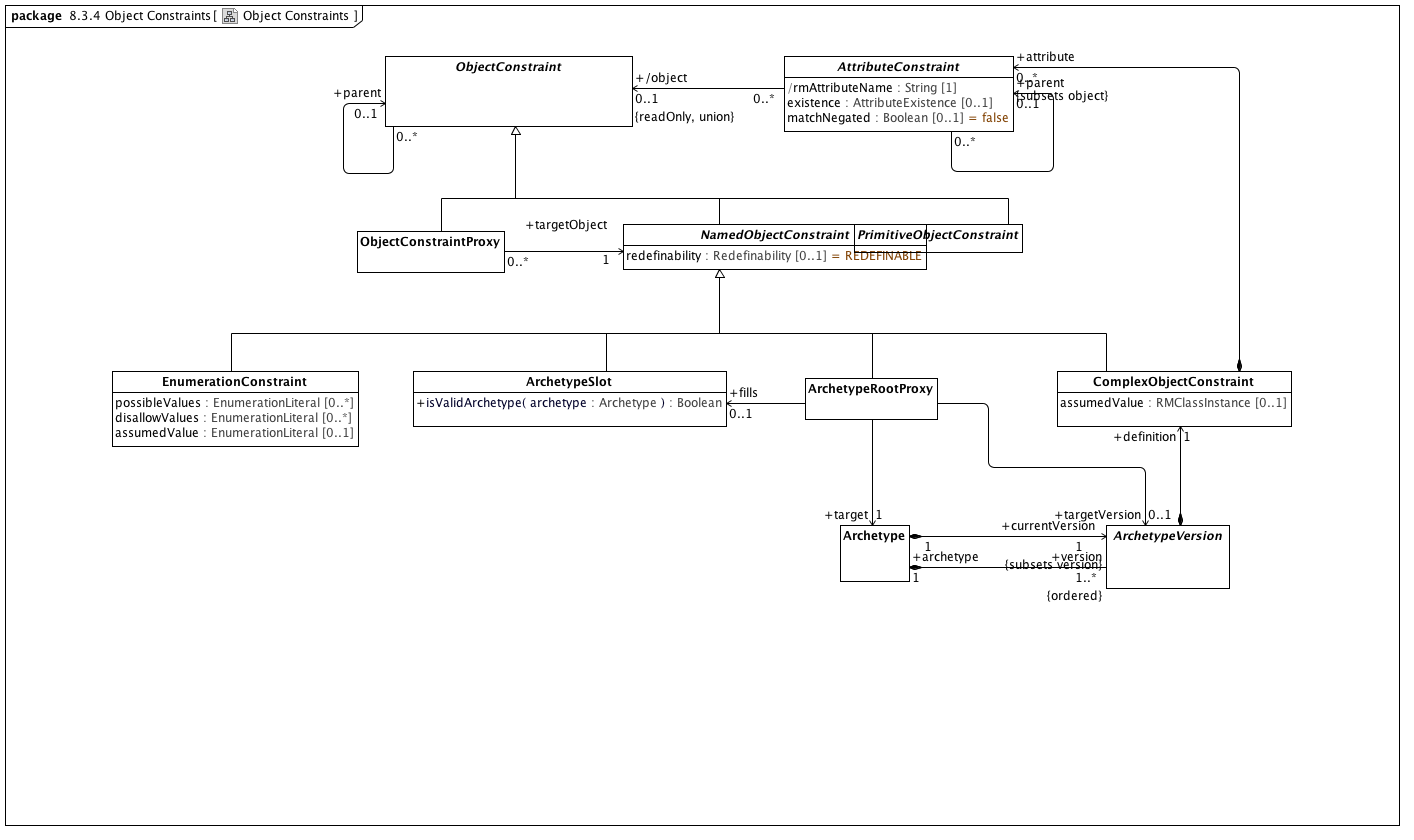 package 8.3.4 Object Constraints [ Object Constraints ]
ObjectConstraint
+parent
0..1
0..*
+/object
0..1
0..*
{readOnly, union}
AttributeConstraint
/rmAttributeName : String [1]
existence : AttributeExistence [0..1]
matchNegated : Boolean [0..1] = false
+attribute
0..*
+parent
{subsets object}
0..1
0..*
ObjectConstraintProxy
+targetObject
0..*
1
NamedObjectConstraint
redefinability : Redefinability [0..1] = REDEFINABLE
PrimitiveObjectConstraint
EnumerationConstraint
possibleValues : EnumerationLiteral [0..*]
disallowValues : EnumerationLiteral [0..*]
assumedValue : EnumerationLiteral [0..1]
ArchetypeSlot
+isValidArchetype( archetype : Archetype ) : Boolean
+fills
0..1
ArchetypeRootProxy
ComplexObjectConstraint
assumedValue : RMClassInstance [0..1]
+definition 1
+target 1
+targetVersion 0..1
Archetype
+currentVersion
1
1
+archetype
1
+version
{subsets version}
1..*
{ordered}
ArchetypeVersion